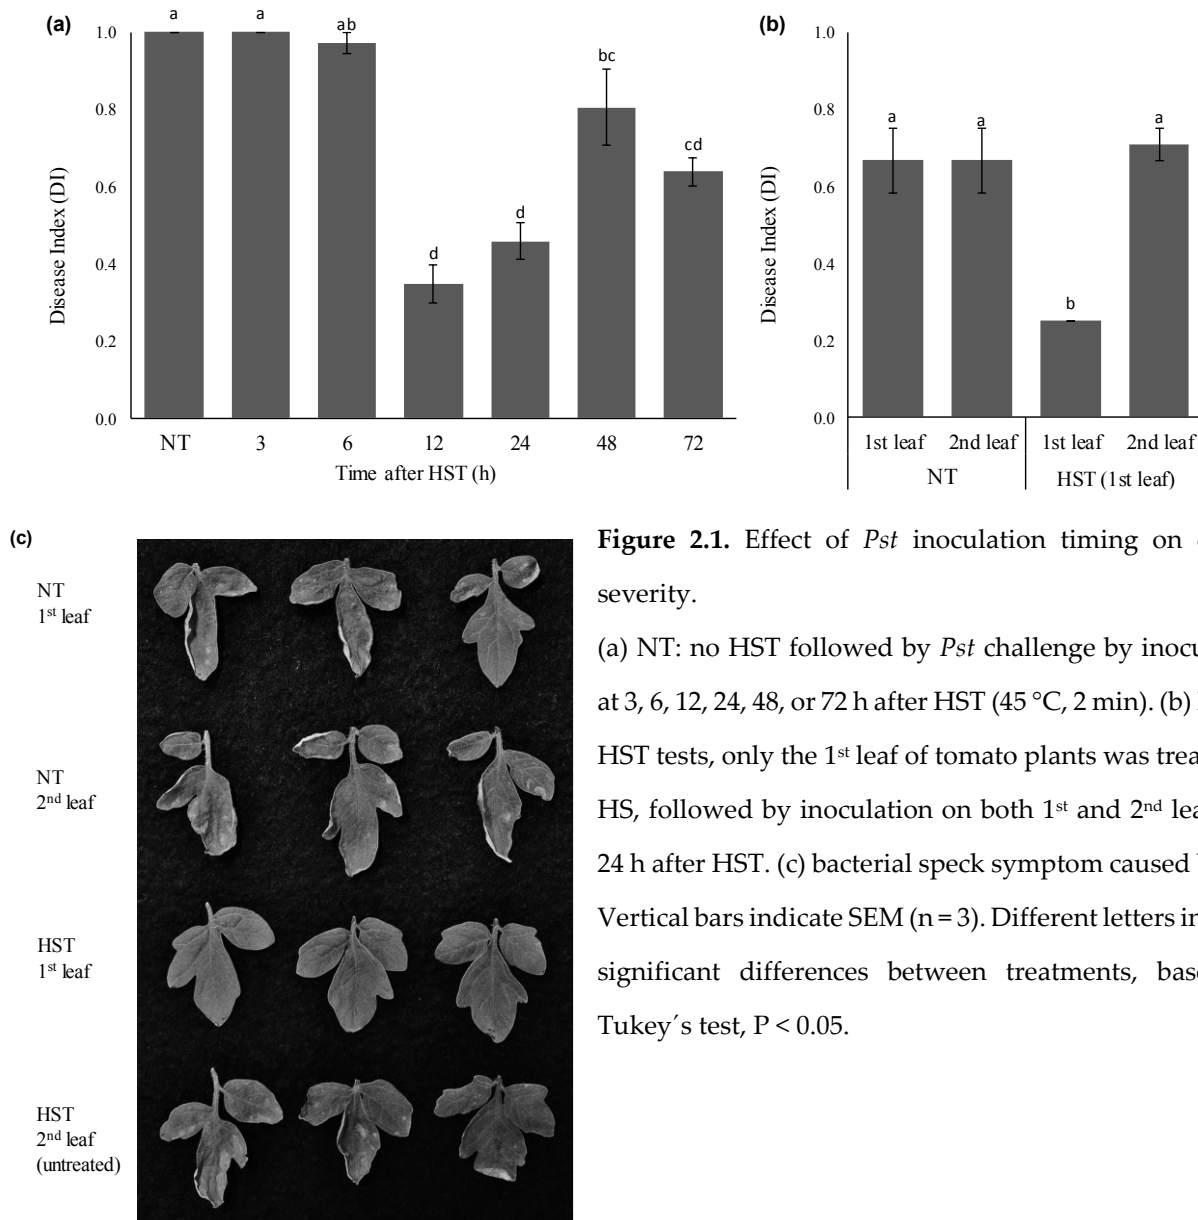 (a)
a a ab d d bc cd
1.0
0.8
0.6
0.4
0.2
0.0
Disease Index (DI)
NT 3 6 12 24 48 72
Time after HST (h)
(b)
a a b a
1.0
0.8
0.6
0.4
0.2
0.0
Disease Index (DI)
1st leaf 2nd leaf 1st leaf 2nd leaf
NT HST (1st leaf)
(c)
NT
1st leaf
NT
2nd leaf
HST
1st leaf
HST
2nd leaf
(untreated)
Figure 2.1. Effect of Pst inoculation timing on
severity.
(a) NT: no HST followed by Pst challenge by inocu
at 3, 6, 12, 24, 48, or 72 h after HST (45 °C, 2 min). (b)
HST tests, only the 1st leaf of tomato plants was trea
HS, followed by inoculation on both 1st and 2nd lea
24 h after HST. (c) bacterial speck symptom caused
Vertical bars indicate SEM (n = 3). Different letters in
significant differences between treatments, base
Tukey´s test, P < 0.05.